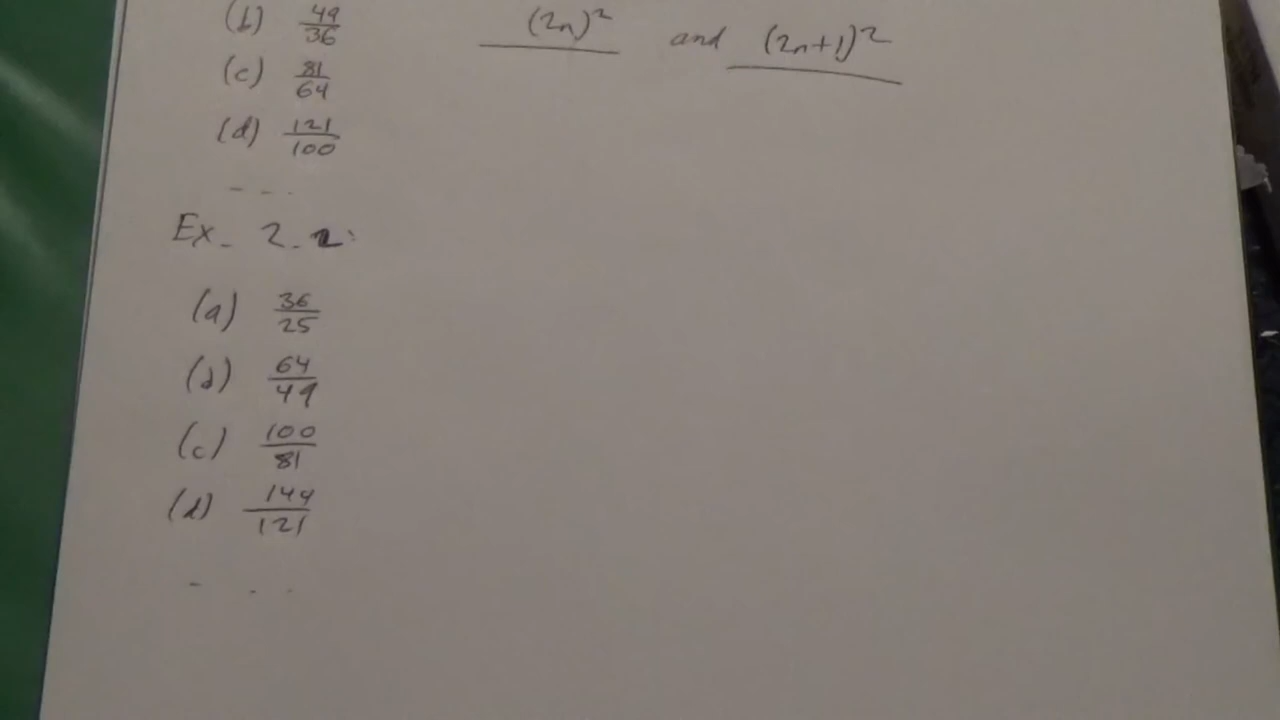 (b) 49/36
(2n)² and (2n+1)²
(c) 81/64
(d) 121/100
- - -
Ex. 2.2:
(a) 36/25
(b) 64/49
(c) 100/81
(d) 144/121
- . .